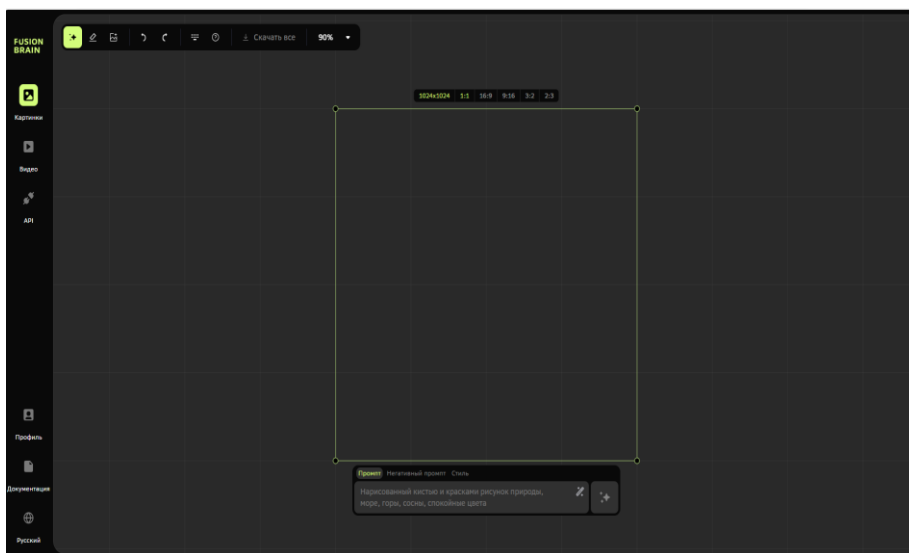 FUSION
BRAIN
Скачать все
90%
1024x1024 1:1 16:9 9:16 3:2 2:3
Картинки
Видео
API
Профиль
Документация
Русский
Промпт Негативный промпт Стиль
Нарисованный кистью и красками рисунок природы,
море, горы, сосны, спокойные цвета